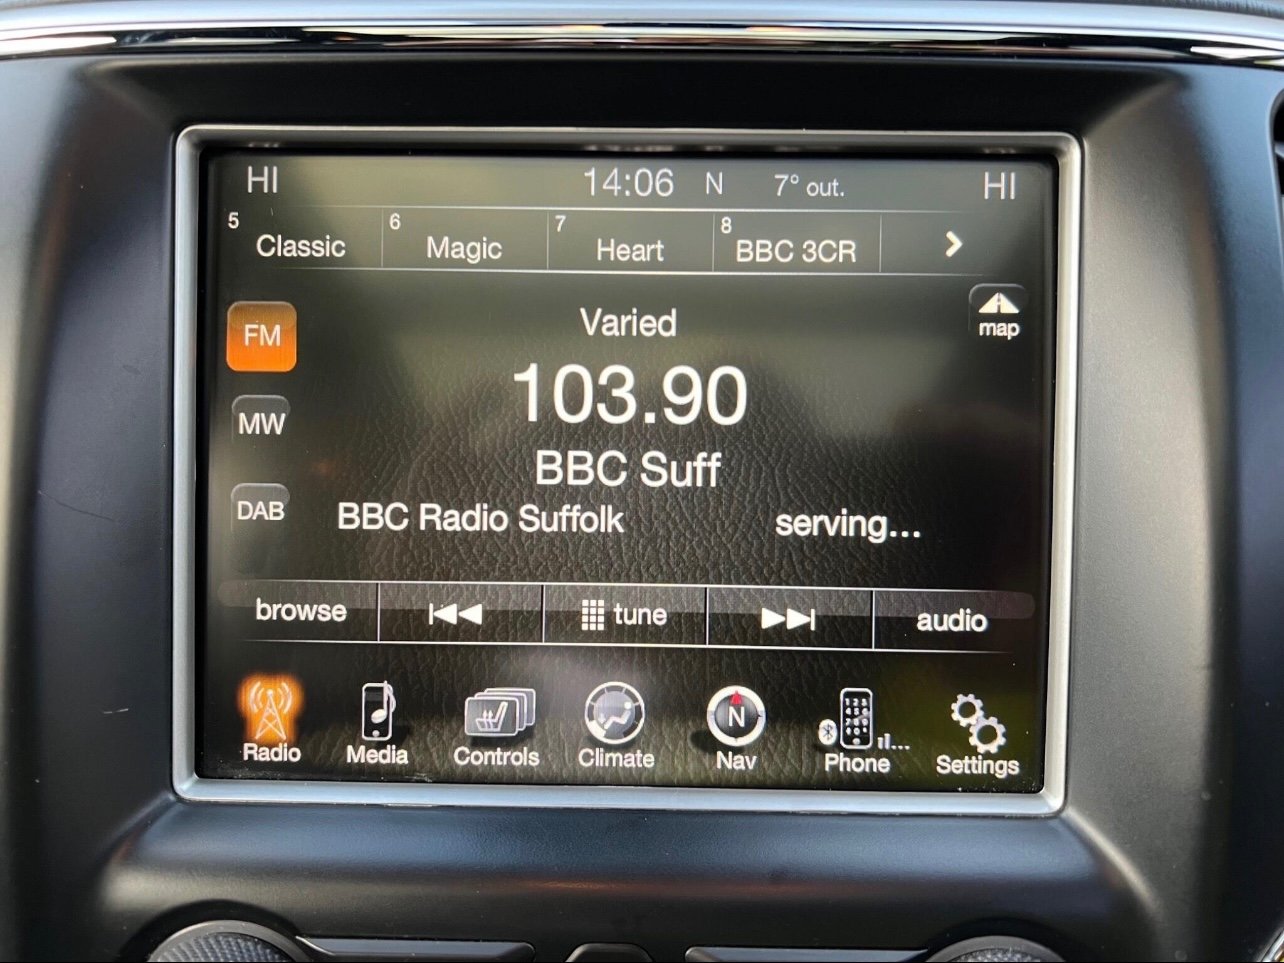 HI 14:06 N 7° out. HI
5 Classic 6 Magic 7 Heart 8 BBC 3CR
FM
MW
DAB
map
Varied
103.90
BBC Suff
BBC Radio Suffolk serving...
browse tune audio
Radio Media Controls Climate N Nav Phone Settings